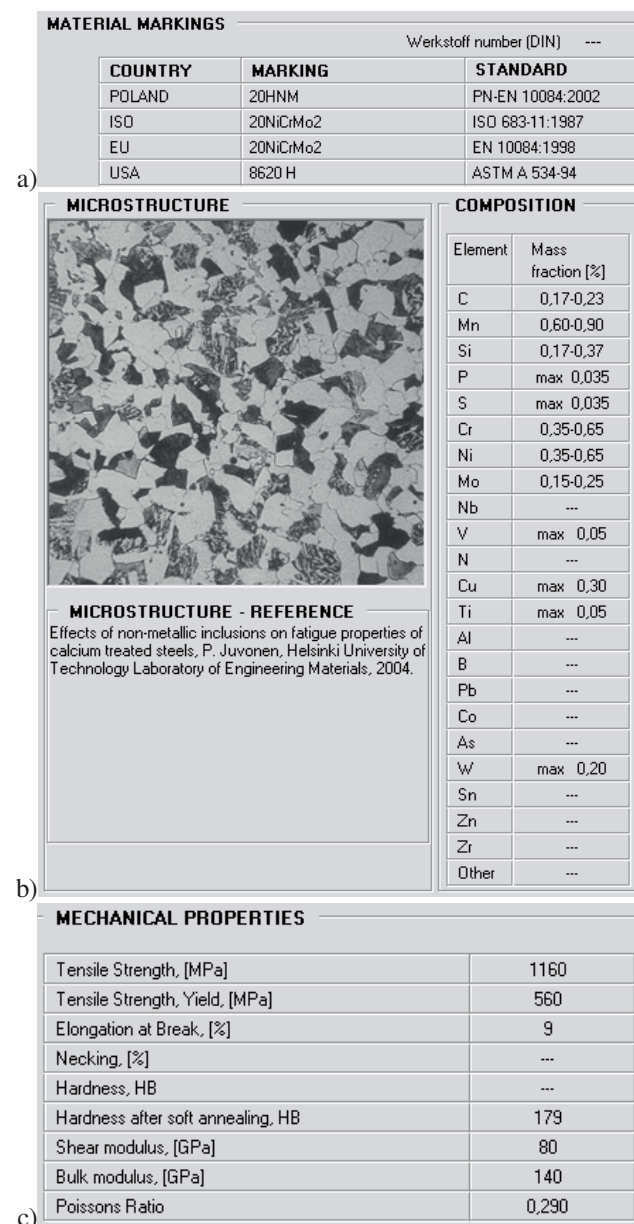 MATERIAL MARKINGS
Werkstoff number (DIN) ---
COUNTRY MARKING STANDARD
POLAND 20HNM PN-EN 10084:2002
ISO 20NiCrMo2 ISO 683-11:1987
EU 20NiCrMo2 EN 10084:1998
USA 8620 H ASTM A 534-94
a)
MICROSTRUCTURE
MICROSTRUCTURE - REFERENCE
Effects of non-metallic inclusions on fatigue properties of
calcium treated steels, P. Juvonen, Helsinki University of
Technology Laboratory of Engineering Materials, 2004.
COMPOSITION
Element Mass fraction [%]
C 0,17-0,23
Mn 0,60-0,90
Si 0,17-0,37
P max 0,035
S max 0,035
Cr 0,35-0,65
Ni 0,35-0,65
Mo 0,15-0,25
Nb ---
V max 0,05
N ---
Cu max 0,30
Ti max 0,05
Al ---
B ---
Pb ---
Co ---
As ---
W max 0,20
Sn ---
Zn ---
Zr ---
Other ---
b)
MECHANICAL PROPERTIES
Tensile Strength, [MPa] 1160
Tensile Strength, Yield, [MPa] 560
Elongation at Break, [%] 9
Necking, [%] ---
Hardness, HB ---
Hardness after soft annealing, HB 179
Shear modulus, [GPa] 80
Bulk modulus, [GPa] 140
Poissons Ratio 0,290
c)